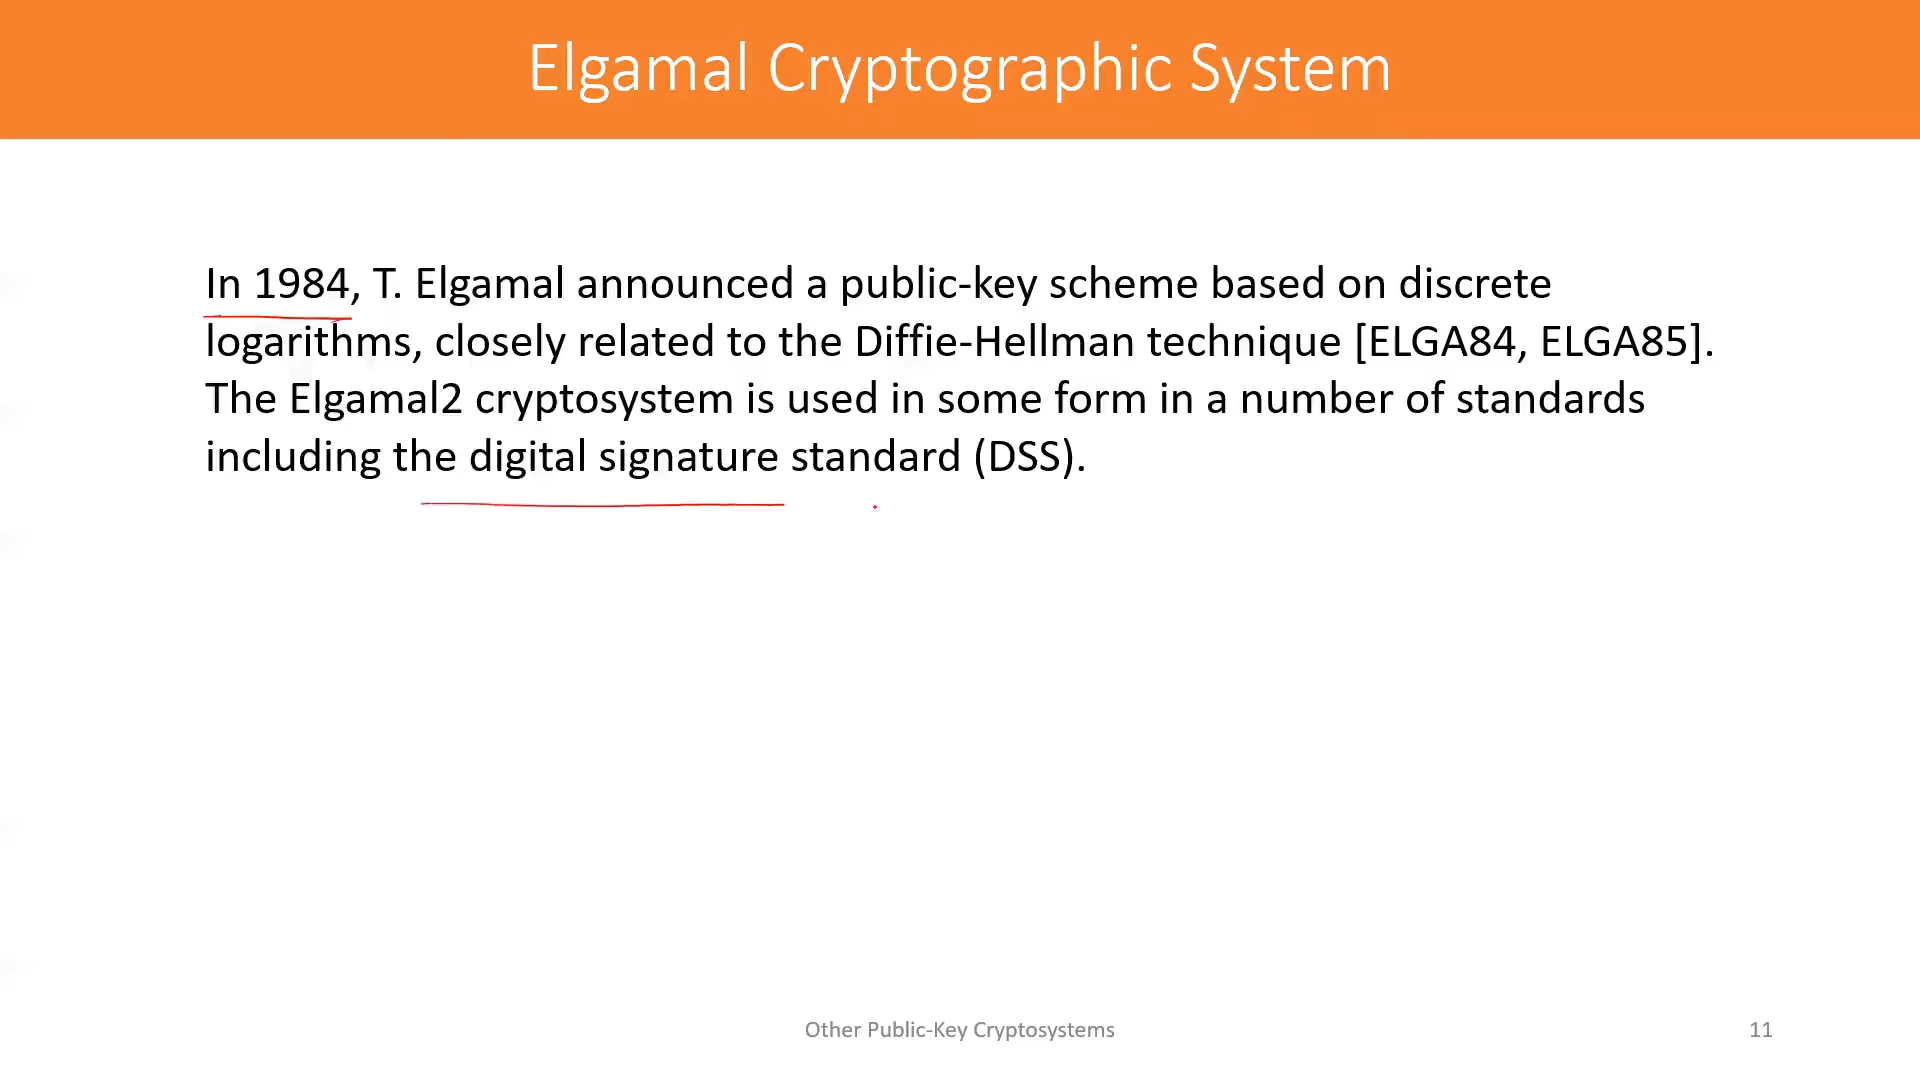 Elgamal Cryptographic System
In 1984, T. Elgamal announced a public-key scheme based on discrete
logarithms, closely related to the Diffie-Hellman technique [ELGA84, ELGA85].
The Elgamal2 cryptosystem is used in some form in a number of standards
including the digital signature standard (DSS).
Other Public-Key Cryptosystems
11